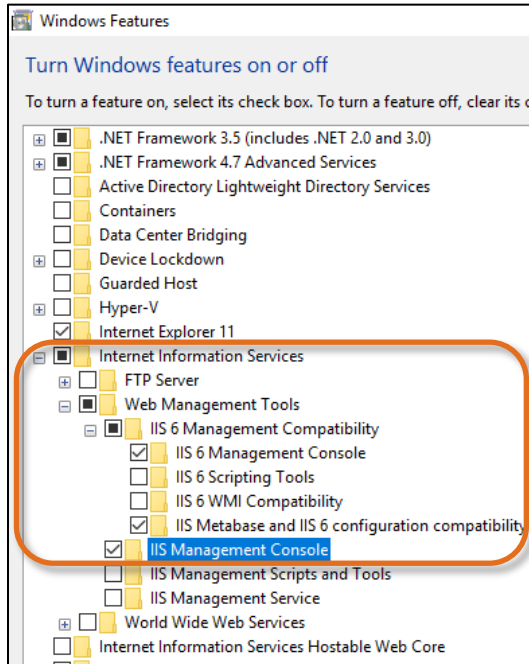 Windows Features
Turn Windows features on or off
To turn a feature on, select its check box. To turn a feature off, clear its
.NET Framework 3.5 (includes .NET 2.0 and 3.0)
.NET Framework 4.7 Advanced Services
Active Directory Lightweight Directory Services
Containers
Data Center Bridging
Device Lockdown
Guarded Host
Hyper-V
Internet Explorer 11
Internet Information Services
FTP Server
Web Management Tools
IIS 6 Management Compatibility
IIS 6 Management Console
IIS 6 Scripting Tools
IIS 6 WMI Compatibility
IIS Metabase and IIS 6 configuration compatibility
IIS Management Console
IIS Management Scripts and Tools
IIS Management Service
World Wide Web Services
Internet Information Services Hostable Web Core